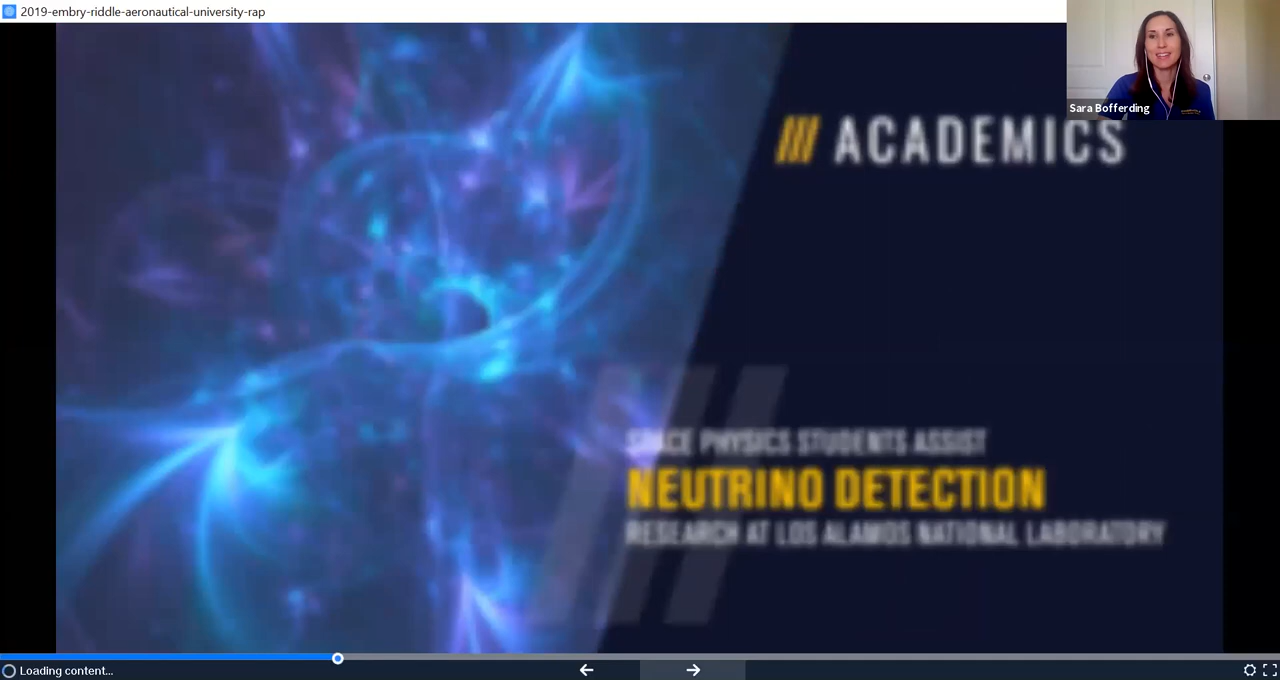 2019-embry-riddle-aeronautical-university-rap
Sara Bofferding
/// ACADEMICS
SPACE PHYSICS STUDENTS ASSIST
NEUTRINO DETECTION
RESEARCH AT LOS ALAMOS NATIONAL LABORATORY
Loading content...